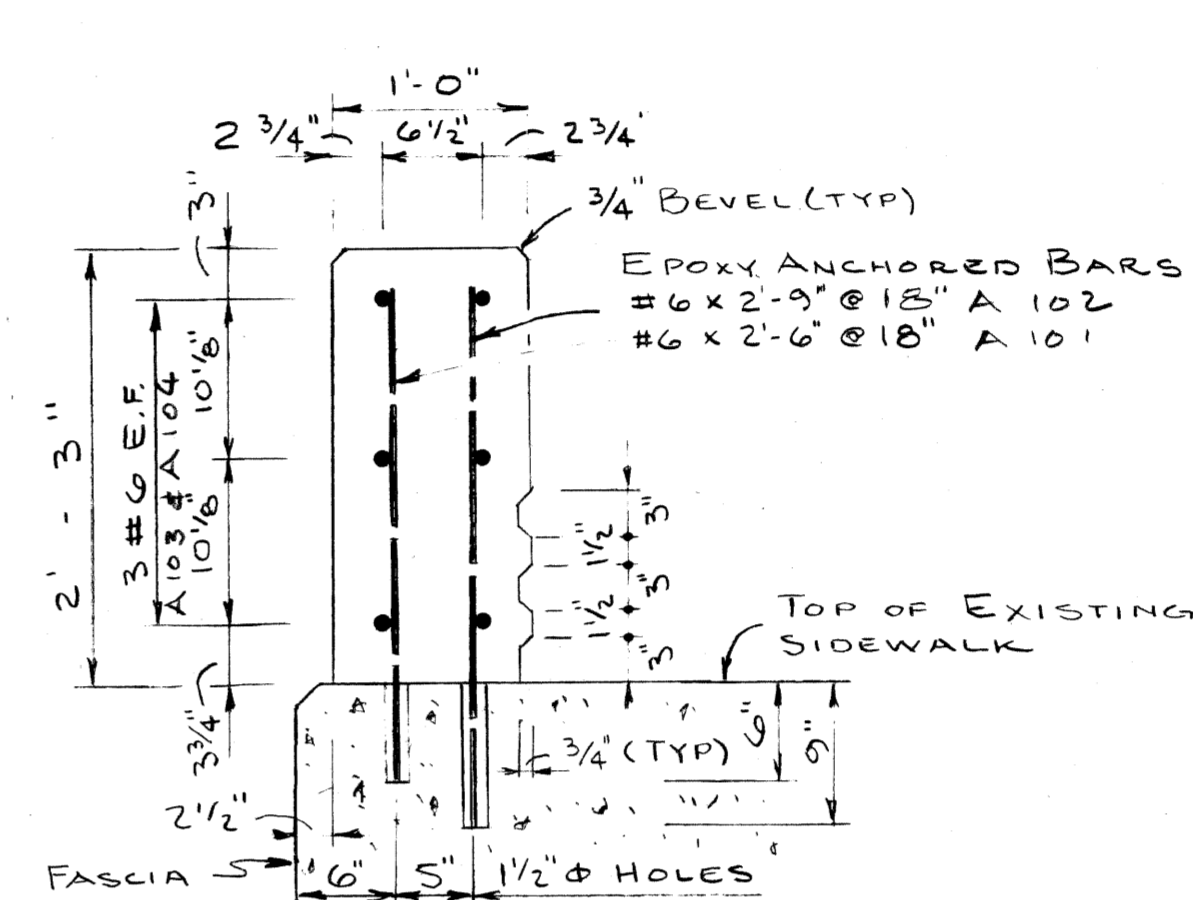 1'-0"
2 3/4" 6 1/2" 2 3/4'
3"
3/4" BEVEL (TYP)
EPOXY ANCHORED BARS
#6 x 2'-9" @ 18" A 102
#6 x 2'-6" @ 18" A 101
2' - 3"
3 #6 E.F.
A 103 & A 104
10 1/8"
10 1/8"
3 3/4"
3"
1 1/2"
3"
1 1/2
3"
TOP OF EXISTING
SIDEWALK
6"
9"
3/4" (TYP)
2 1/2"
FASCIA
6" 5" 1 1/2" Φ HOLES